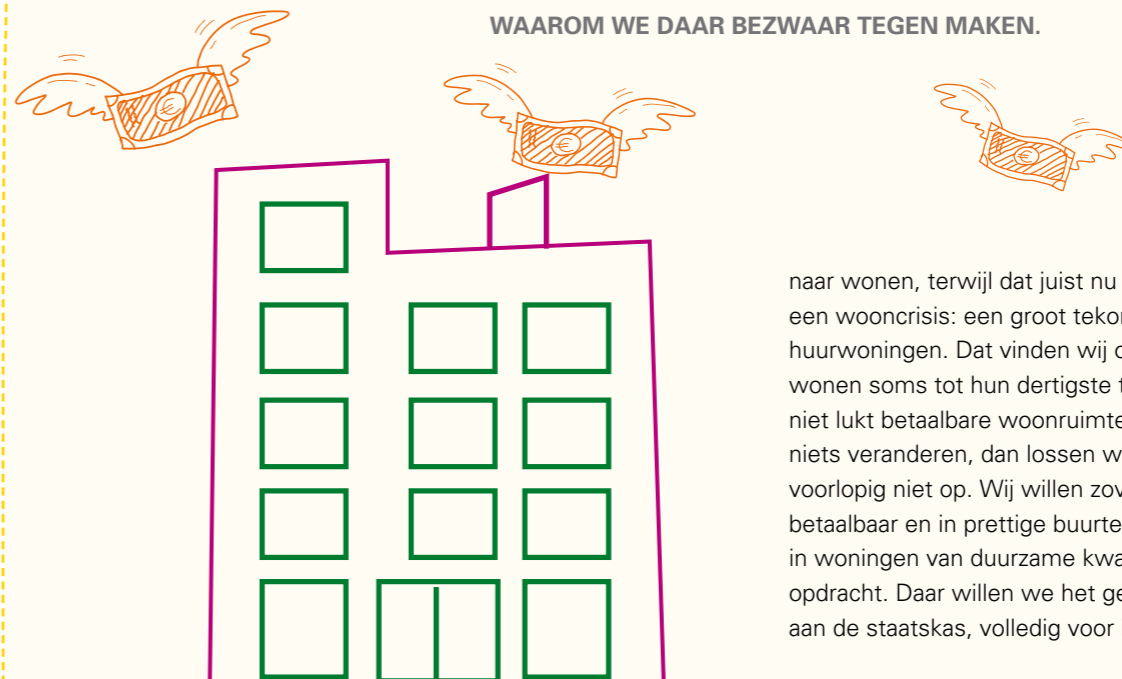 WAAROM WE DAAR BEZWAAR TEGEN MAKEN.
naar wonen, terwijl dat juist nu
een wooncrisis: een groot teko
huurwoningen. Dat vinden wij
wonen soms tot hun dertigste
niet lukt betaalbare woonruimte
niets veranderen, dan lossen w
voorlopig niet op. Wij willen zov
betaalbaar en in prettige buurte
in woningen van duurzame kwa
opdracht. Daar willen we het ge
aan de staatskas, volledig voor